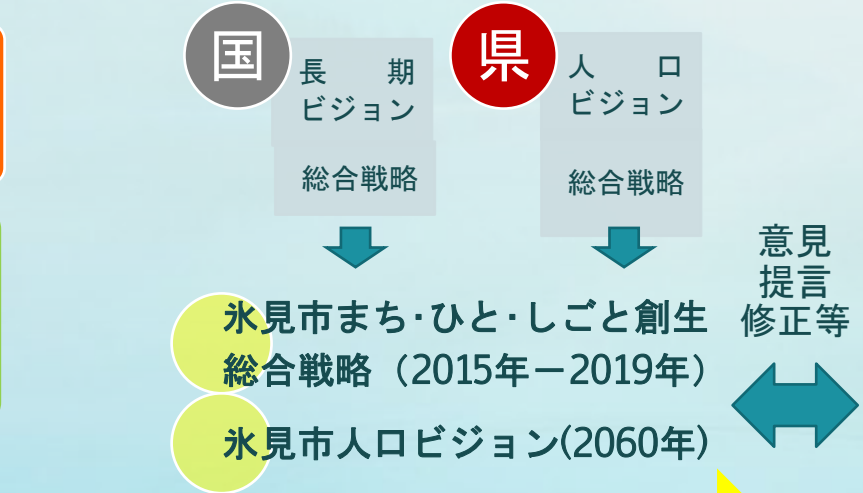 国
長　　期
ビジョン
総合戦略
県
人　　口
ビジョン
総合戦略
意見
提言
修正等
氷見市まち･ひと･しごと創生
総合戦略（2015年－2019年）
氷見市人口ビジョン(2060年)